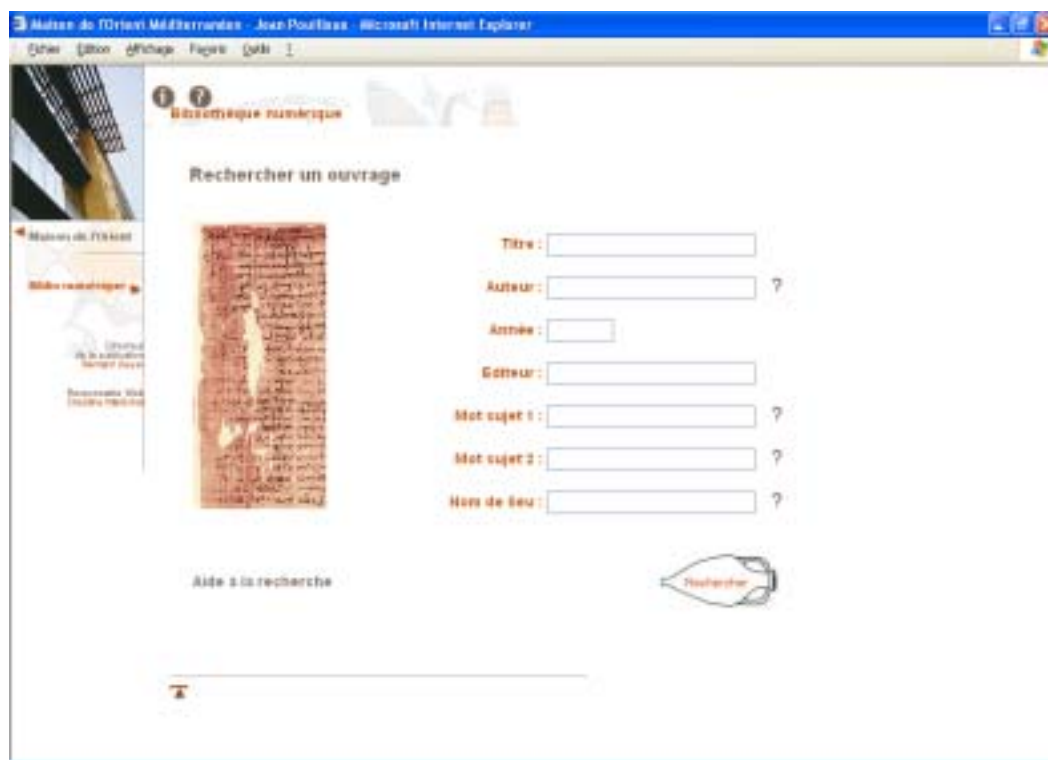 Maison de l'Orient Méditerranéen - Jean Pouilloux - Microsoft Internet Explorer
Fichier Edition Affichage Favoris Outils ?
Bibliothèque numérique
Rechercher un ouvrage
Maison de l'Orient
Biblio numérique
Titre :
Auteur : ?
Année :
Editeur :
Mot sujet 1 : ?
Mot sujet 2 : ?
Nom de lieu : ?
Aide à la recherche
Rechercher